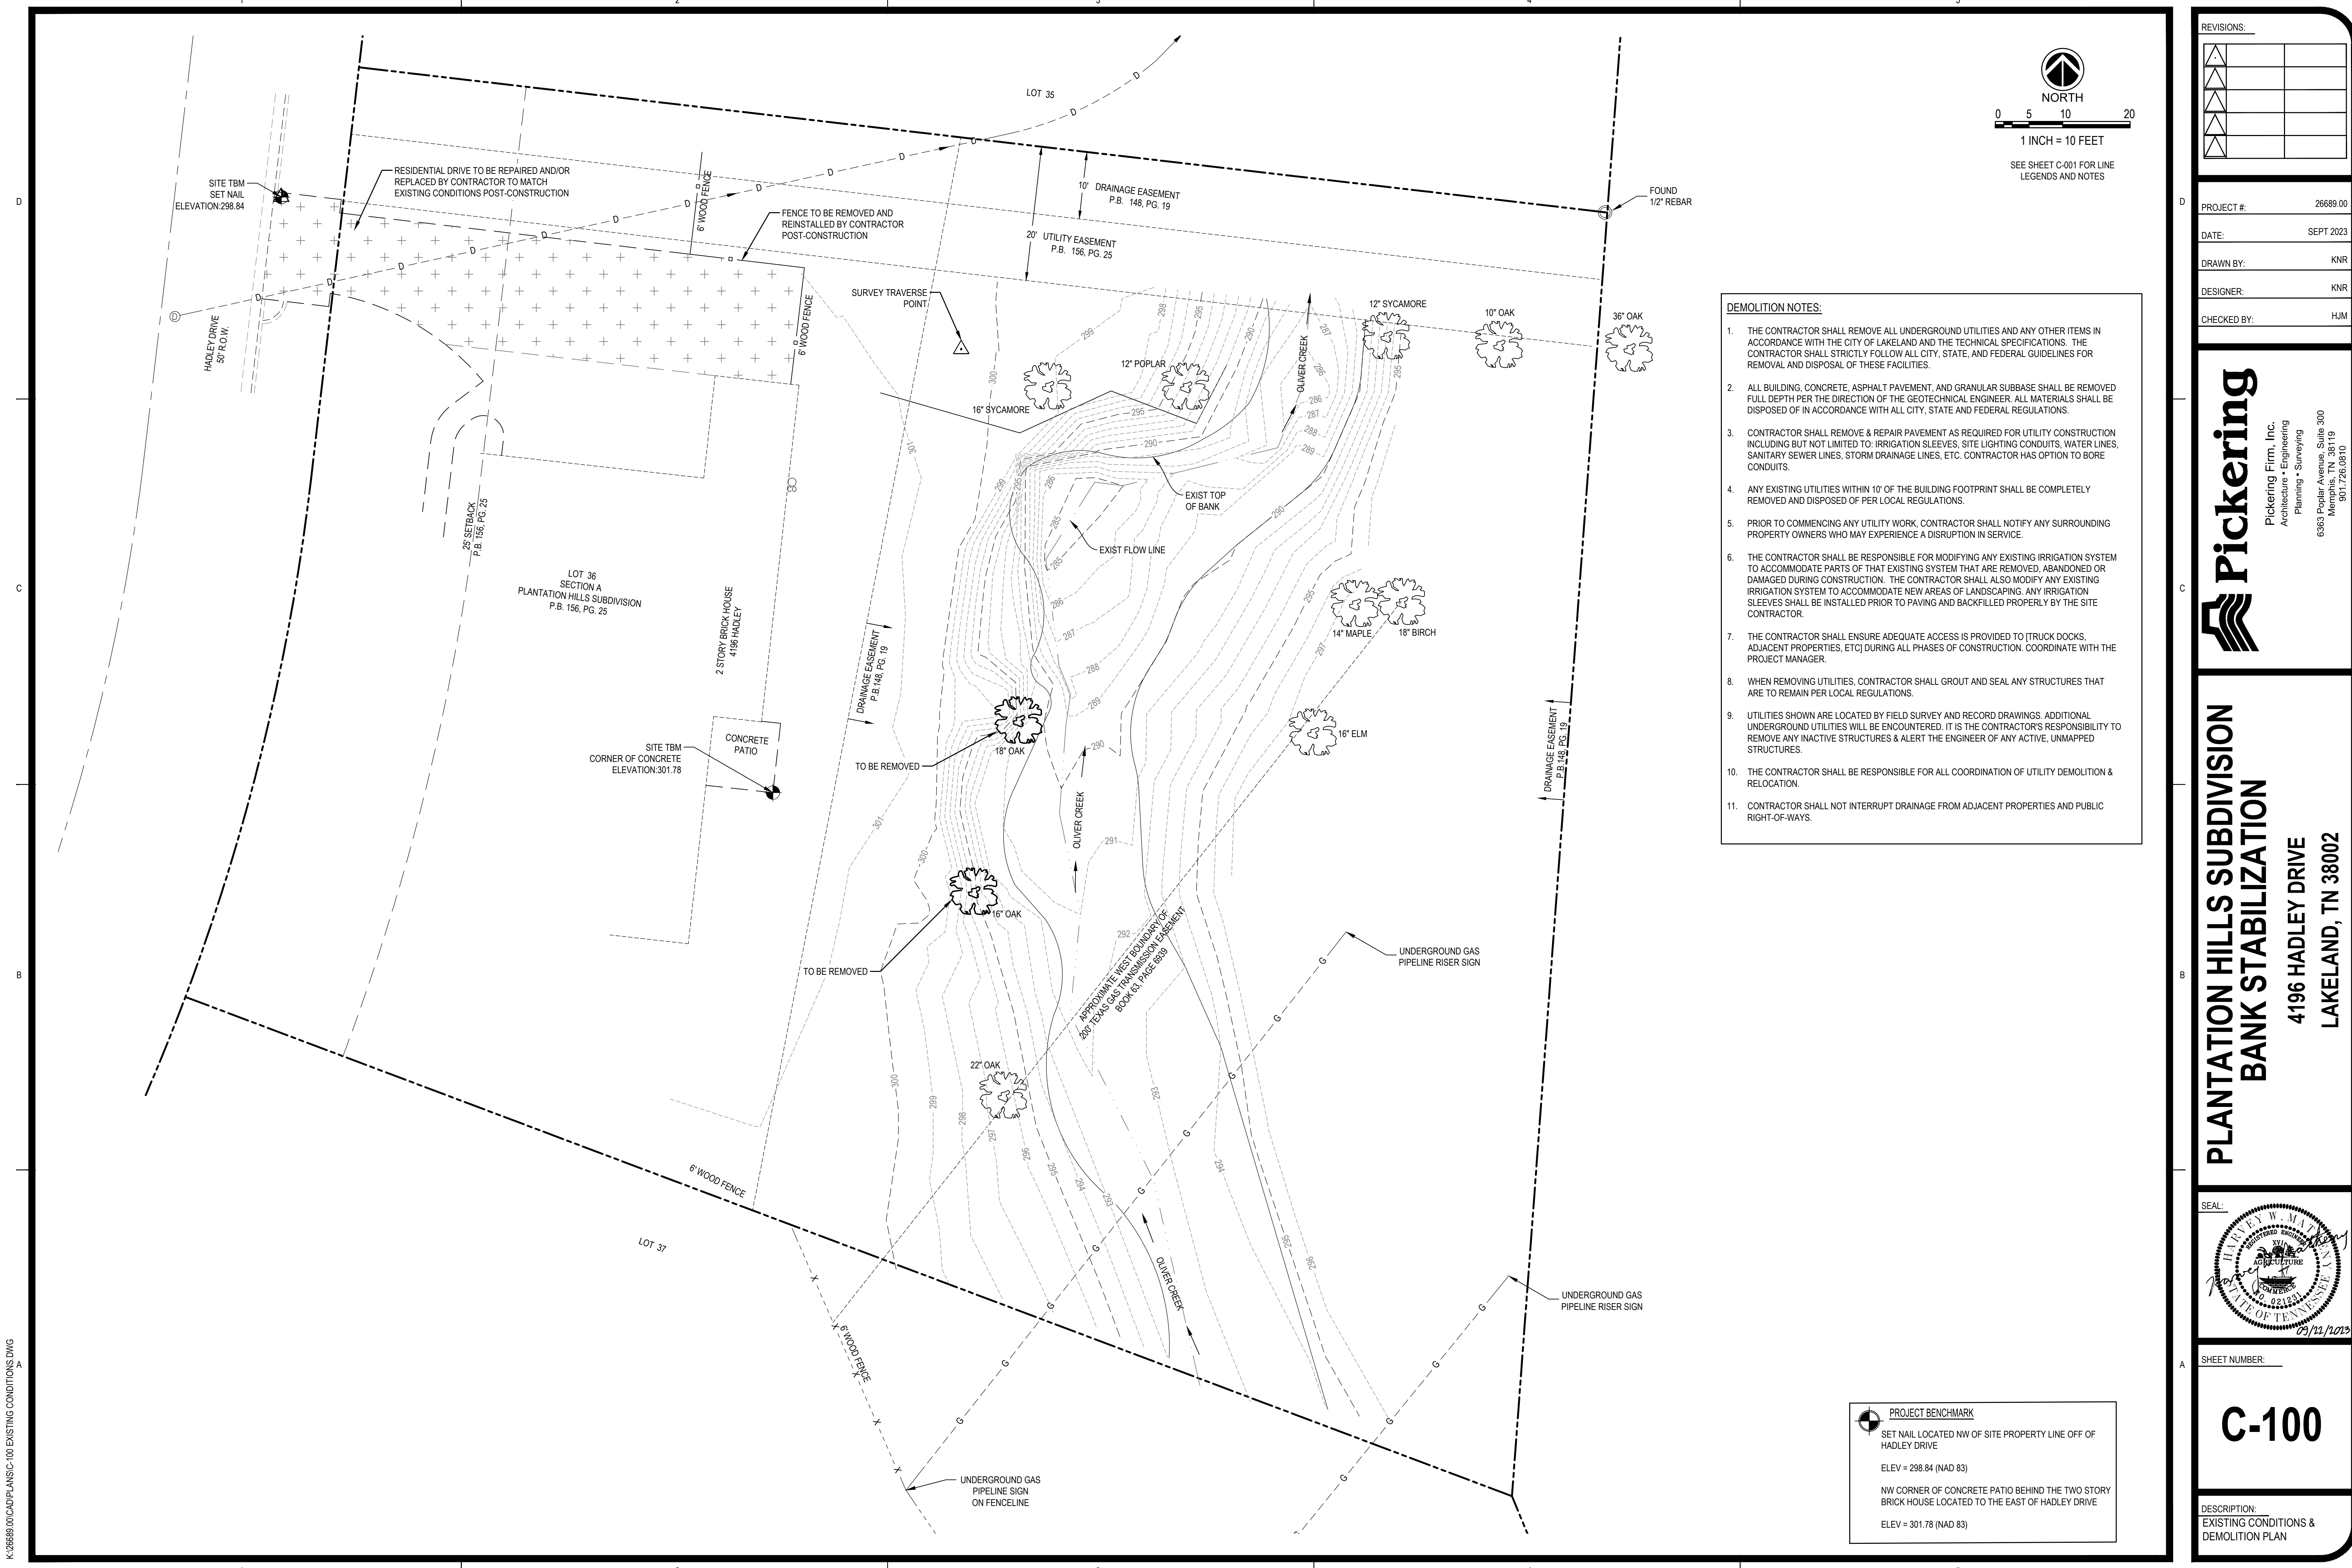 LOT 35
NORTH
0 5 10 20
1 INCH = 10 FEET
SEE SHEET C-001 FOR LINE
LEGENDS AND NOTES
SITE TBM
SET NAIL
ELEVATION:298.84
RESIDENTIAL DRIVE TO BE REPAIRED AND/OR
REPLACED BY CONTRACTOR TO MATCH
EXISTING CONDITIONS POST-CONSTRUCTION
6' WOOD FENCE
FENCE TO BE REMOVED AND
REINSTALLED BY CONTRACTOR
POST-CONSTRUCTION
10' DRAINAGE EASEMENT
P.B. 148, PG. 19
20' UTILITY EASEMENT
P.B. 156, PG. 25
FOUND
1/2" REBAR
HADLEY DRIVE
50' R.O.W.
6' WOOD FENCE
SURVEY TRAVERSE
POINT
12" SYCAMORE
10" OAK
36" OAK
12" POPLAR
16" SYCAMORE
OLIVER CREEK
EXIST TOP
OF BANK
EXIST FLOW LINE
25' SETBACK
P.B. 156, PG. 25
LOT 36
SECTION A
PLANTATION HILLS SUBDIVISION
P.B. 156, PG. 25
2 STORY BRICK HOUSE
4196 HADLEY
DRAINAGE EASEMENT
P.B.148, PG. 19
14" MAPLE
18" BIRCH
16" ELM
18" OAK
TO BE REMOVED
CONCRETE
PATIO
SITE TBM
CORNER OF CONCRETE
ELEVATION:301.78
DRAINAGE EASEMENT
P.B.148, PG. 19
OLIVER CREEK
16" OAK
TO BE REMOVED
APPROXIMATE WEST BOUNDARY OF
200' TEXAS GAS TRANSMISSION EASEMENT
BOOK 63, PAGE 6939
UNDERGROUND GAS
PIPELINE RISER SIGN
22" OAK
6' WOOD FENCE
LOT 37
OLIVER CREEK
UNDERGROUND GAS
PIPELINE RISER SIGN
6' WOOD FENCE
UNDERGROUND GAS
PIPELINE SIGN
ON FENCELINE
DEMOLITION NOTES:
1. THE CONTRACTOR SHALL REMOVE ALL UNDERGROUND UTILITIES AND ANY OTHER ITEMS IN
ACCORDANCE WITH THE CITY OF LAKELAND AND THE TECHNICAL SPECIFICATIONS. THE
CONTRACTOR SHALL STRICTLY FOLLOW ALL CITY, STATE, AND FEDERAL GUIDELINES FOR
REMOVAL AND DISPOSAL OF THESE FACILITIES.
2. ALL BUILDING, CONCRETE, ASPHALT PAVEMENT, AND GRANULAR SUBBASE SHALL BE REMOVED
FULL DEPTH PER THE DIRECTION OF THE GEOTECHNICAL ENGINEER. ALL MATERIALS SHALL BE
DISPOSED OF IN ACCORDANCE WITH ALL CITY, STATE AND FEDERAL REGULATIONS.
3. CONTRACTOR SHALL REMOVE & REPAIR PAVEMENT AS REQUIRED FOR UTILITY CONSTRUCTION
INCLUDING BUT NOT LIMITED TO: IRRIGATION SLEEVES, SITE LIGHTING CONDUITS, WATER LINES,
SANITARY SEWER LINES, STORM DRAINAGE LINES, ETC. CONTRACTOR HAS OPTION TO BORE
CONDUITS.
4. ANY EXISTING UTILITIES WITHIN 10' OF THE BUILDING FOOTPRINT SHALL BE COMPLETELY
REMOVED AND DISPOSED OF PER LOCAL REGULATIONS.
5. PRIOR TO COMMENCING ANY UTILITY WORK, CONTRACTOR SHALL NOTIFY ANY SURROUNDING
PROPERTY OWNERS WHO MAY EXPERIENCE A DISRUPTION IN SERVICE.
6. THE CONTRACTOR SHALL BE RESPONSIBLE FOR MODIFYING ANY EXISTING IRRIGATION SYSTEM
TO ACCOMMODATE PARTS OF THAT EXISTING SYSTEM THAT ARE REMOVED, ABANDONED OR
DAMAGED DURING CONSTRUCTION. THE CONTRACTOR SHALL ALSO MODIFY ANY EXISTING
IRRIGATION SYSTEM TO ACCOMMODATE NEW AREAS OF LANDSCAPING. ANY IRRIGATION
SLEEVES SHALL BE INSTALLED PRIOR TO PAVING AND BACKFILLED PROPERLY BY THE SITE
CONTRACTOR.
7. THE CONTRACTOR SHALL ENSURE ADEQUATE ACCESS IS PROVIDED TO [TRUCK DOCKS,
ADJACENT PROPERTIES, ETC] DURING ALL PHASES OF CONSTRUCTION. COORDINATE WITH THE
PROJECT MANAGER.
8. WHEN REMOVING UTILITIES, CONTRACTOR SHALL GROUT AND SEAL ANY STRUCTURES THAT
ARE TO REMAIN PER LOCAL REGULATIONS.
9. UTILITIES SHOWN ARE LOCATED BY FIELD SURVEY AND RECORD DRAWINGS. ADDITIONAL
UNDERGROUND UTILITIES WILL BE ENCOUNTERED. IT IS THE CONTRACTOR'S RESPONSIBILITY TO
REMOVE ANY INACTIVE STRUCTURES & ALERT THE ENGINEER OF ANY ACTIVE, UNMAPPED
STRUCTURES.
10. THE CONTRACTOR SHALL BE RESPONSIBLE FOR ALL COORDINATION OF UTILITY DEMOLITION &
RELOCATION.
11. CONTRACTOR SHALL NOT INTERRUPT DRAINAGE FROM ADJACENT PROPERTIES AND PUBLIC
RIGHT-OF-WAYS.
PROJECT BENCHMARK
SET NAIL LOCATED NW OF SITE PROPERTY LINE OFF OF
HADLEY DRIVE
ELEV = 298.84 (NAD 83)
NW CORNER OF CONCRETE PATIO BEHIND THE TWO STORY
BRICK HOUSE LOCATED TO THE EAST OF HADLEY DRIVE
ELEV = 301.78 (NAD 83)
REVISIONS:
PROJECT #: 26689.00
DATE: SEPT 2023
DRAWN BY: KNR
DESIGNER: KNR
CHECKED BY: HJM
Pickering
Pickering Firm, Inc.
Architecture • Engineering
Planning • Surveying
6363 Poplar Avenue, Suite 300
Memphis, TN 38119
901.726.0810
PLANTATION HILLS SUBDIVISION
BANK STABILIZATION
4196 HADLEY DRIVE
LAKELAND, TN 38002
SEAL:
REGISTERED ENGINEER
XVI
AGRICULTURE
COMMERCE
NO. 021231
STATE OF TENNESSEE
09/22/2023
SHEET NUMBER:
C-100
DESCRIPTION:
EXISTING CONDITIONS &
DEMOLITION PLAN
K:\26689.00\CAD\PLANS\C-100 EXISTING CONDITIONS.DWG